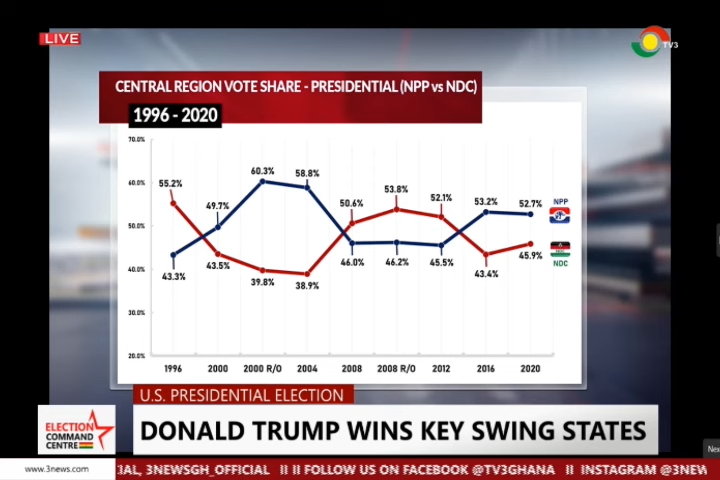 LIVE
TV3
CENTRAL REGION VOTE SHARE - PRESIDENTIAL (NPP vs NDC)
1996 - 2020
70.0%
60.0%
50.0%
40.0%
30.0%
20.0%
55.2%
49.7%
60.3%
58.8%
50.6%
53.8%
52.1%
53.2%
52.7%
43.3%
43.5%
39.8%
38.9%
46.0%
46.2%
45.5%
43.4%
45.9%
NPP
NDC
1996
2000
2000 R/O
2004
2008
2008 R/O
2012
2016
2020
U.S. PRESIDENTIAL ELECTION
ELECTION
COMMAND
CENTRE
DONALD TRUMP WINS KEY SWING STATES
www.3news.com
IAL, 3NEWSGH_OFFICIAL II II FOLLOW US ON FACEBOOK @TV3GHANA II INSTAGRAM @3NEW